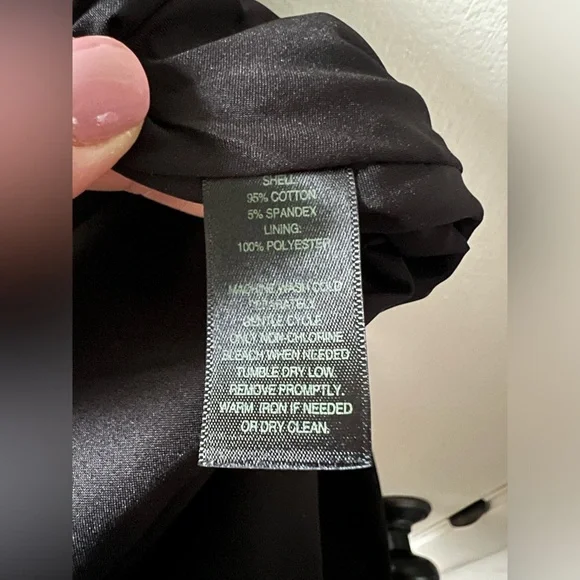 SHELL:
95% COTTON
5% SPANDEX
LINING:
100% POLYESTER
MACHINE WASH COLD
SEPARATELY
GENTLE CYCLE
ONLY NON-CHLORINE
BLEACH WHEN NEEDED
TUMBLE DRY LOW.
REMOVE PROMPTLY.
WARM IRON IF NEEDED
OR DRY CLEAN.